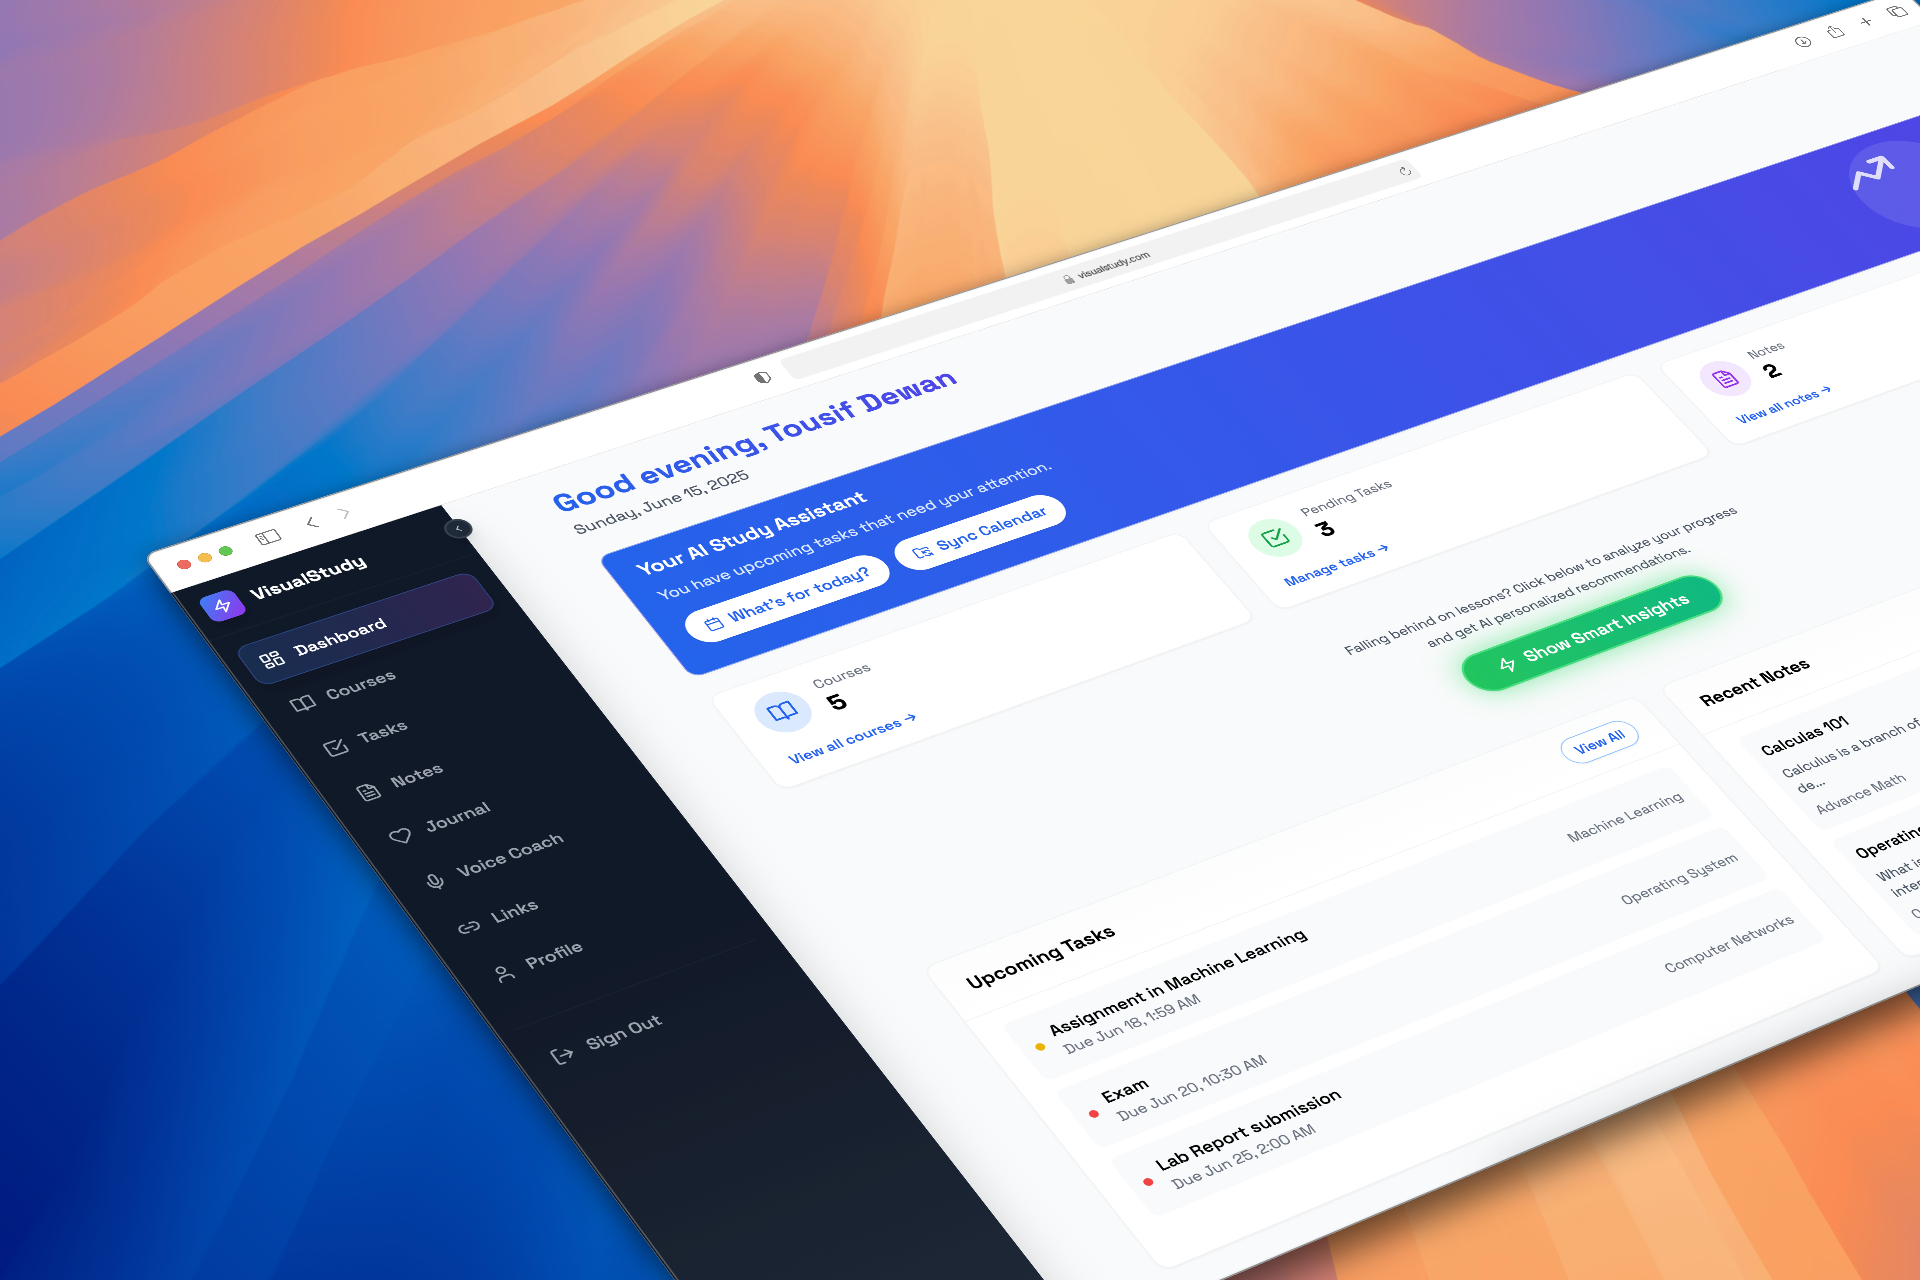 visualstudy.com
VisualStudy
Dashboard
Courses
Tasks
Notes
Journal
Voice Coach
Links
Profile
Sign Out
Good evening, Tousif Dewan
Sunday, June 15, 2025
Your AI Study Assistant
You have upcoming tasks that need your attention.
What's for today?
Sync Calendar
Courses
5
View all courses →
Pending Tasks
3
Manage tasks →
Notes
2
View all notes →
Falling behind on lessons? Click below to analyze your progress
and get AI personalized recommendations.
Show Smart Insights
Upcoming Tasks
View All
Assignment in Machine Learning
Due Jun 18, 1:59 AM
Machine Learning
Exam
Due Jun 20, 10:30 AM
Operating System
Lab Report submission
Due Jun 25, 2:00 AM
Computer Networks
Recent Notes
Calculas 101
Calculus is a branch of
de...
Advance Math
What